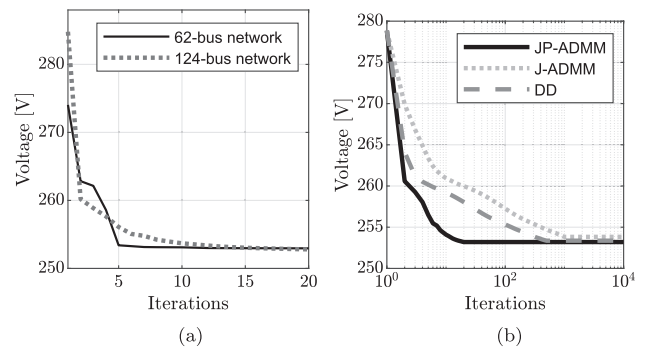 Voltage [V]
280
270
260
250
62-bus network
124-bus network
5
10
15
20
Iterations
(a)
Voltage [V]
280
275
270
265
260
255
250
JP-ADMM
J-ADMM
DD
10^0
10^2
10^4
Iterations
(b)